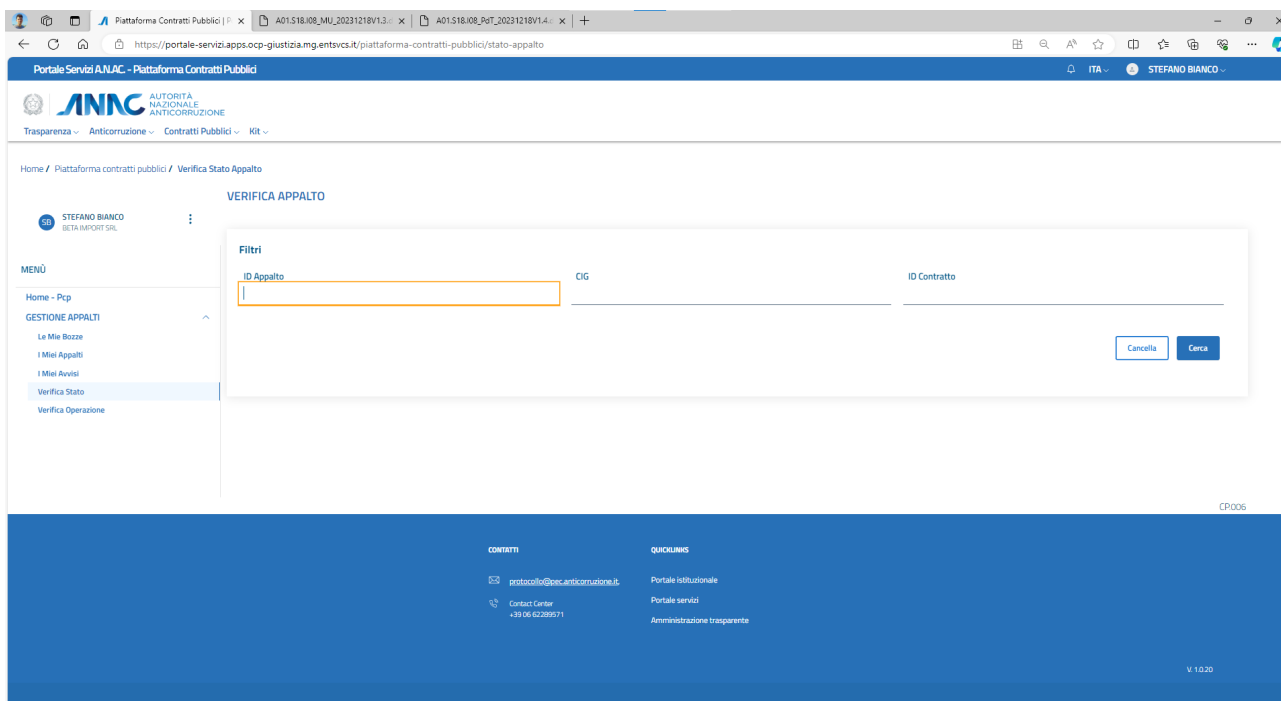 Piattaforma Contratti Pubblici | P
A01.S18.I08_MU_20231218V1.3.c
A01.S18.I08_PdT_20231218V1.4.c
https://portale-servizi.apps.ocp-giustizia.mg.entsvcs.it/piattaforma-contratti-pubblici/stato-appalto
Portale Servizi A.N.AC. - Piattaforma Contratti Pubblici
ITA
STEFANO BIANCO
ANAC
AUTORITÀ
NAZIONALE
ANTICORRUZIONE
Trasparenza Anticorruzione Contratti Pubblici Kit
Home / Piattaforma contratti pubblici / Verifica Stato Appalto
VERIFICA APPALTO
SB
STEFANO BIANCO
BETA IMPORT SRL
MENÙ
Home - Pcp
GESTIONE APPALTI
Le Mie Bozze
I Miei Appalti
I Miei Avvisi
Verifica Stato
Verifica Operazione
Filtri
ID Appalto CIG ID Contratto
Cancella Cerca
CP.006
CONTATTI
protocollo@pec.anticorruzione.it.
Contact Center
+39 06 62289571
QUICKLINKS
Portale istituzionale
Portale servizi
Amministrazione trasparente
V. 1.0.20